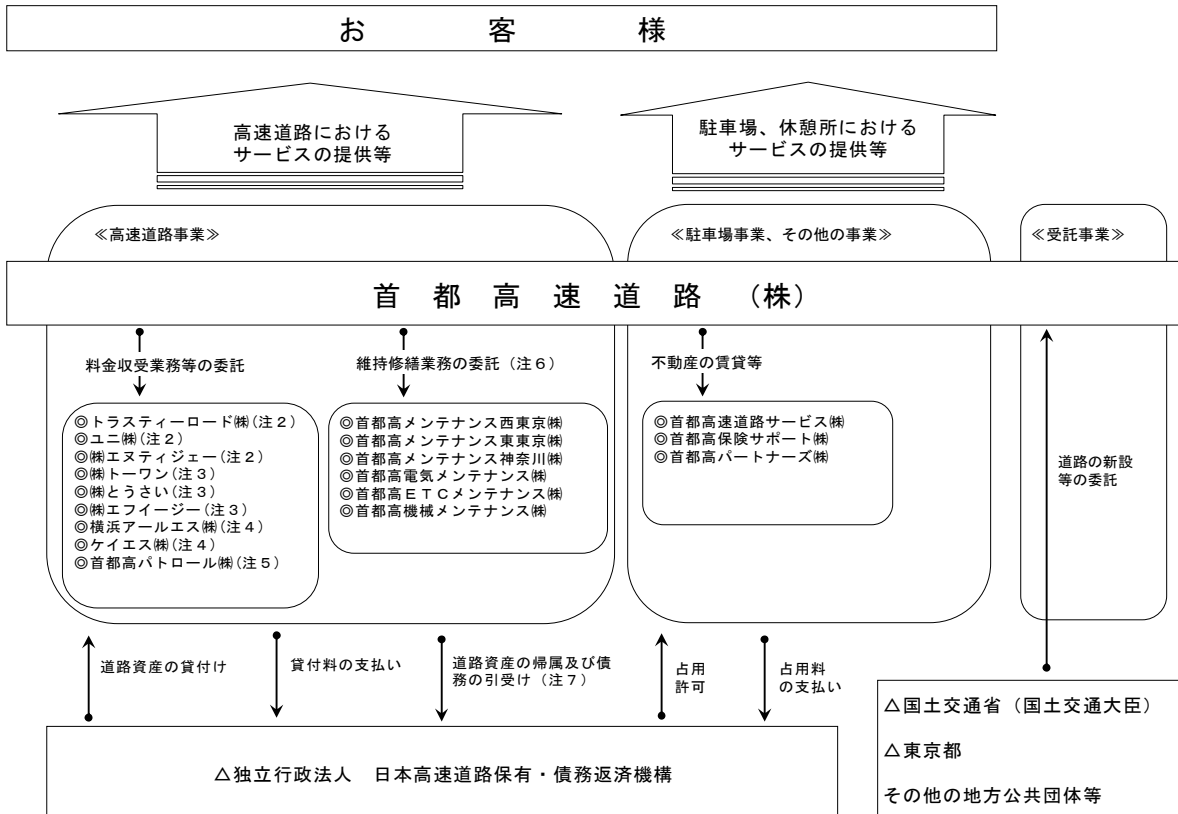 お客様
高速道路における
サービスの提供等
駐車場、休憩所における
サービスの提供等
≪高速道路事業≫
≪駐車場事業、その他の事業≫
≪受託事業≫
首都高速道路（株）
料金収受業務等の委託
維持修繕業務の委託（注６）
不動産の賃貸等
◎トラスティーロード㈱(注２)
◎ユニ㈱(注２)
◎㈱エヌティジェー(注２)
◎㈱トーワン(注３)
◎㈱とうさい(注３)
◎㈱エフイージー(注３)
◎横浜アールエス㈱(注４)
◎ケイエス㈱(注４)
◎首都高パトロール㈱(注５)
◎首都高メンテナンス西東京㈱
◎首都高メンテナンス東東京㈱
◎首都高メンテナンス神奈川㈱
◎首都高電気メンテナンス㈱
◎首都高ＥＴＣメンテナンス㈱
◎首都高機械メンテナンス㈱
◎首都高速道路サービス㈱
◎首都高保険サポート㈱
◎首都高パートナーズ㈱
道路の新設
等の委託
道路資産の貸付け
貸付料の支払い
道路資産の帰属及び債
務の引受け（注７）
占用
許可
占用料
の支払い
△独立行政法人　日本高速道路保有・債務返済機構
△国土交通省（国土交通大臣）
△東京都
その他の地方公共団体等